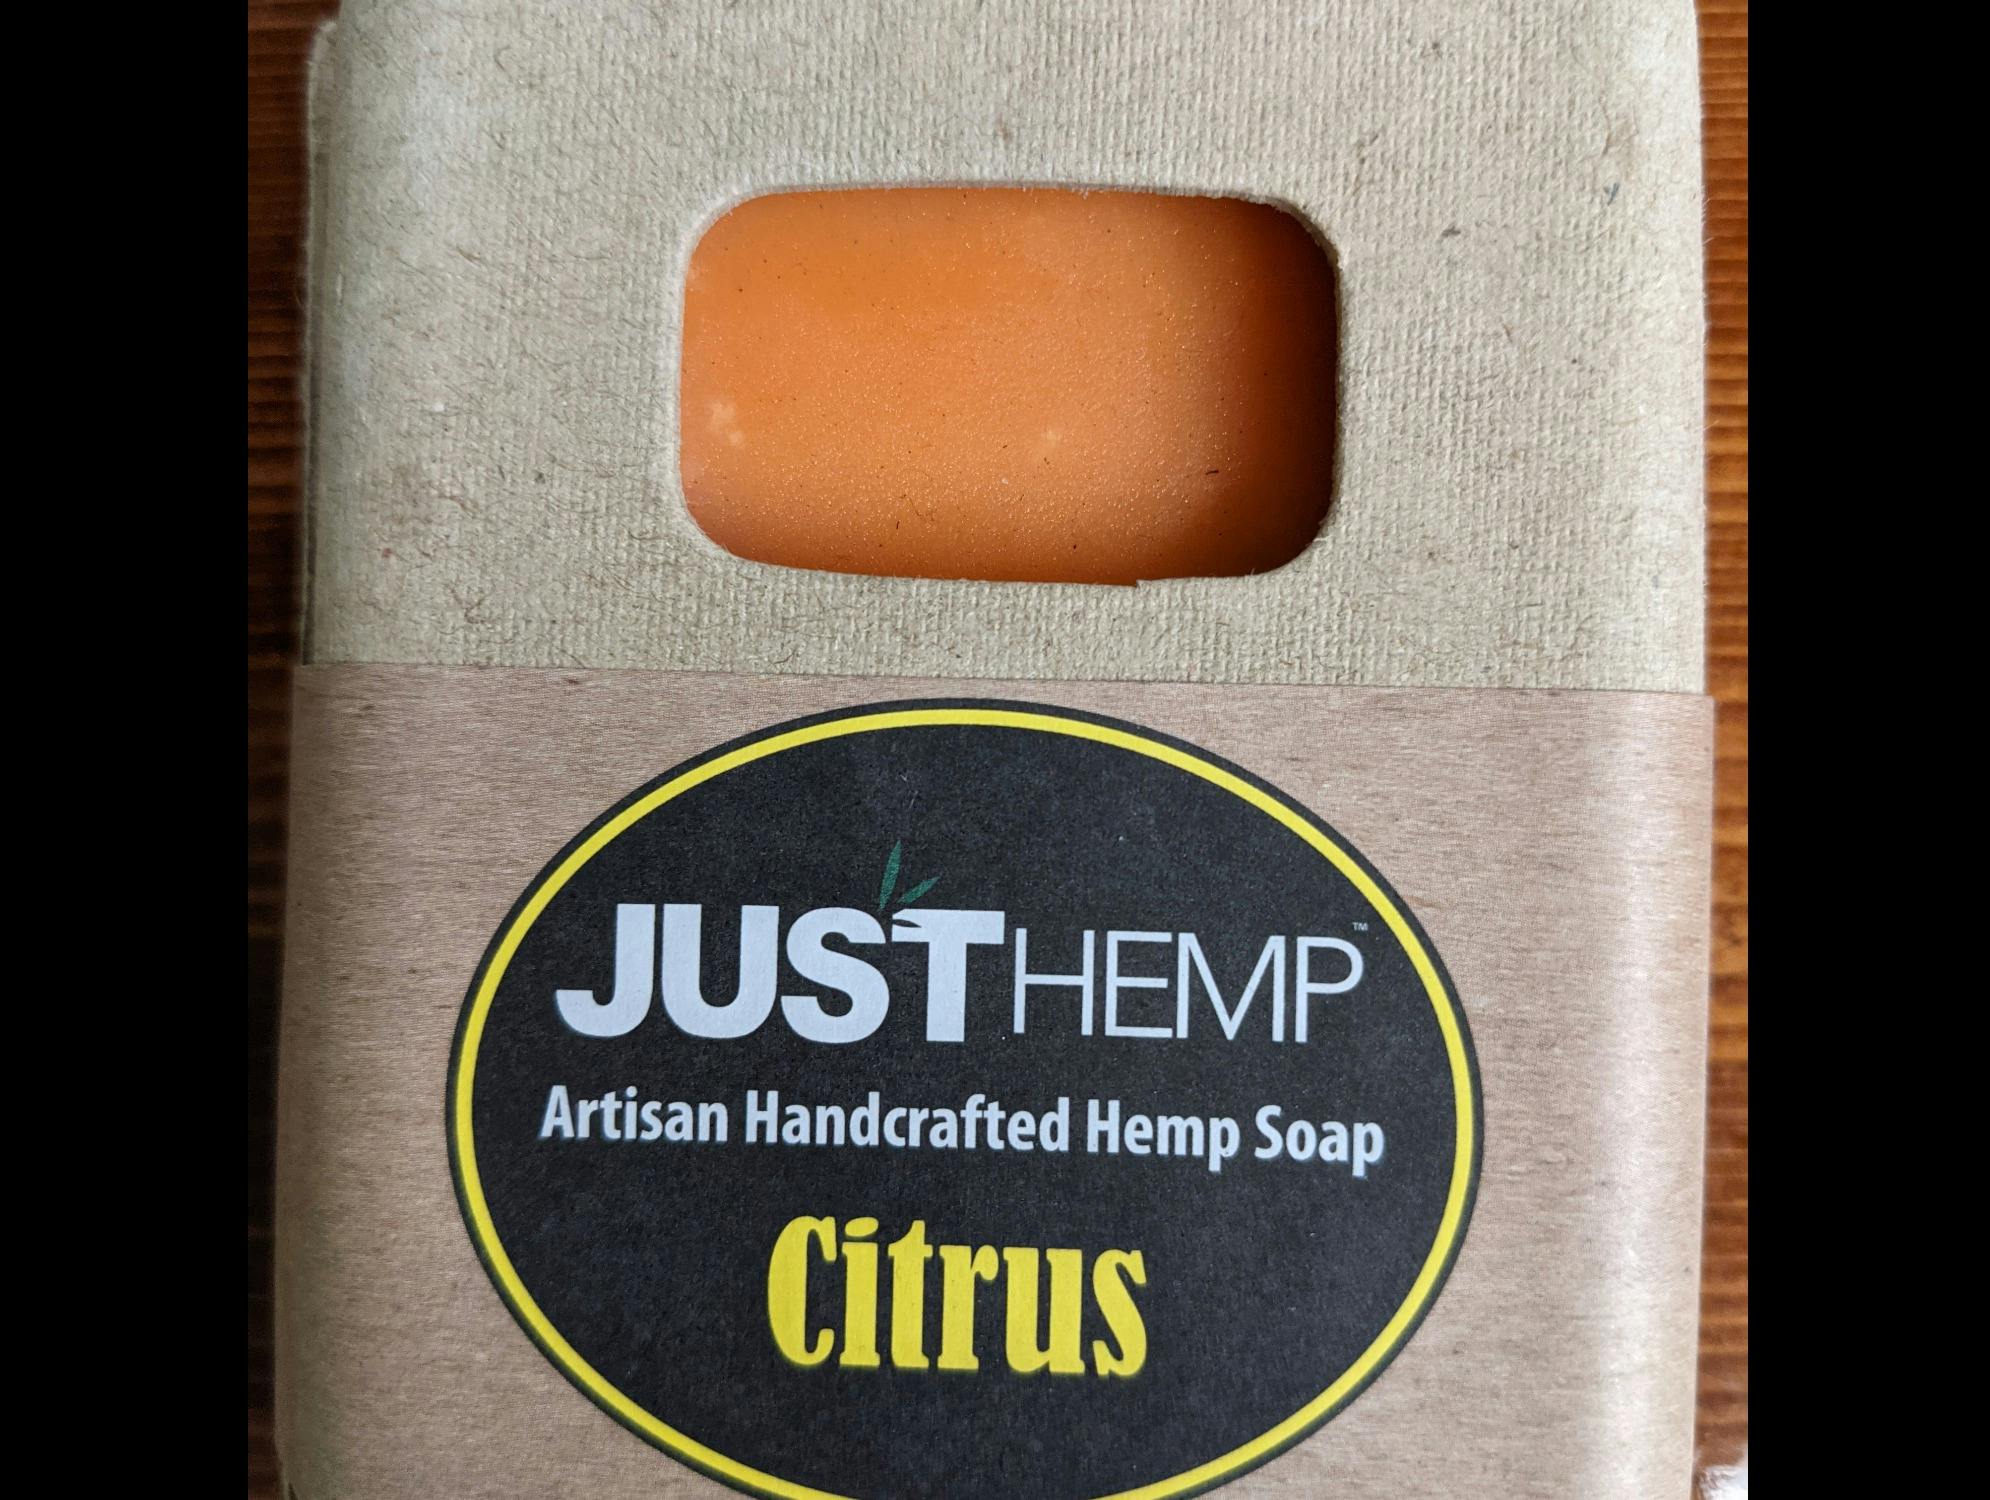 JUSTHEMP™
Artisan Handcrafted Hemp Soap
Citrus